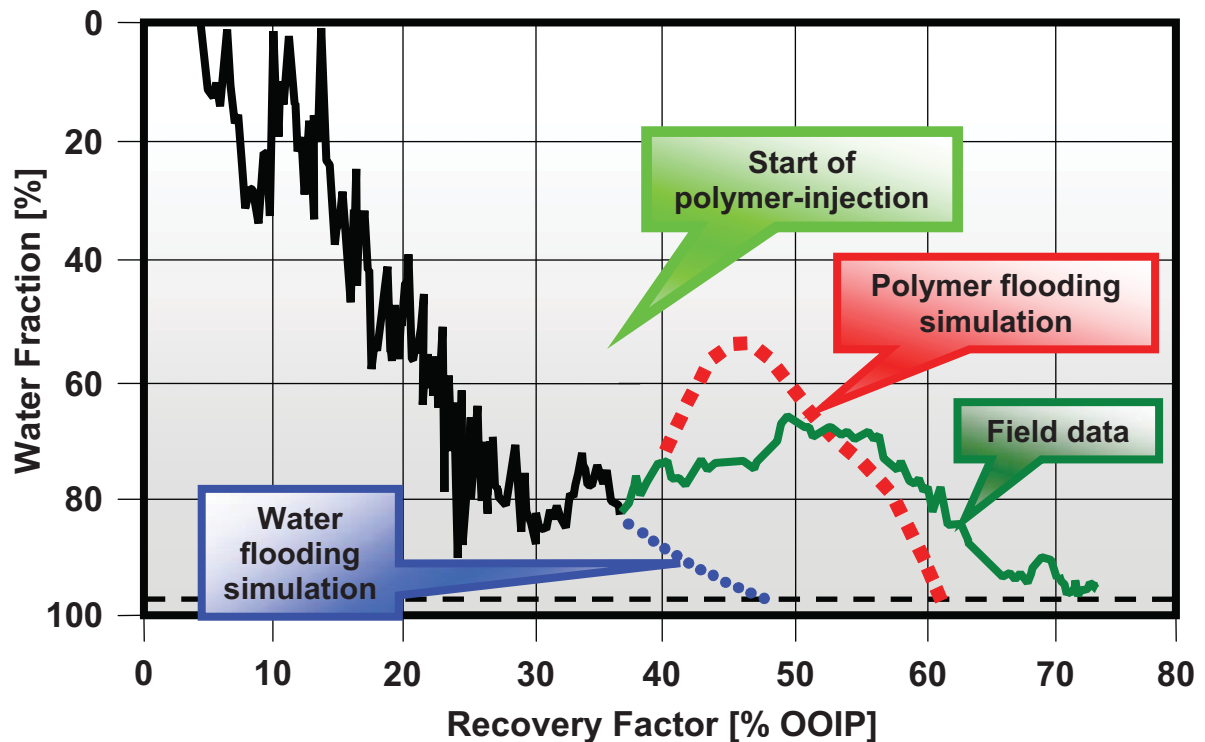 Water Fraction [%]
0
20
40
60
80
100
Start of
polymer-injection
Polymer flooding
simulation
Field data
Water
flooding
simulation
0 10 20 30 40 50 60 70 80
Recovery Factor [% OOIP]